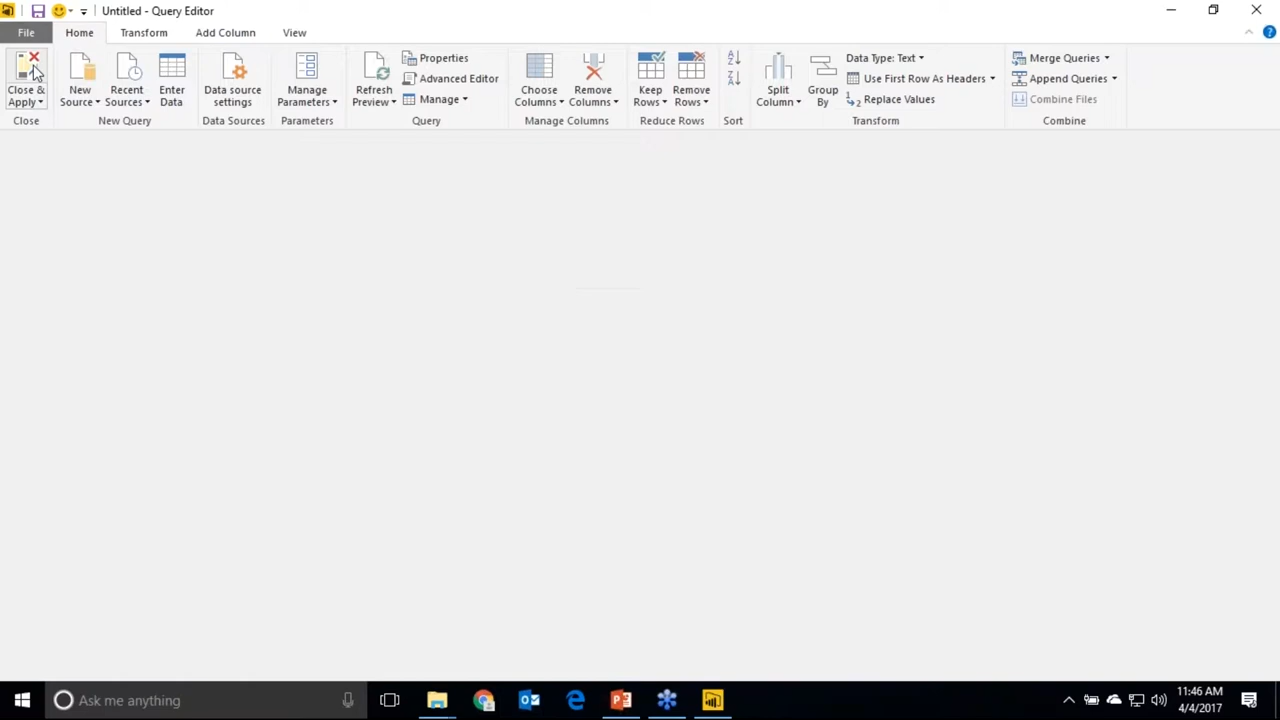 Untitled - Query Editor
File Home Transform Add Column View
Close & Apply
New Source
Recent Sources
Enter Data
Data source settings
Manage Parameters
Refresh Preview
Properties
Advanced Editor
Manage
Choose Columns
Remove Columns
Keep Rows
Remove Rows
Split Column
Group By
Data Type: Text
Use First Row As Headers
1 2 Replace Values
Merge Queries
Append Queries
Combine Files
Close New Query Data Sources Parameters Query Manage Columns Reduce Rows Sort Transform Combine
Ask me anything
11:46 AM
4/4/2017